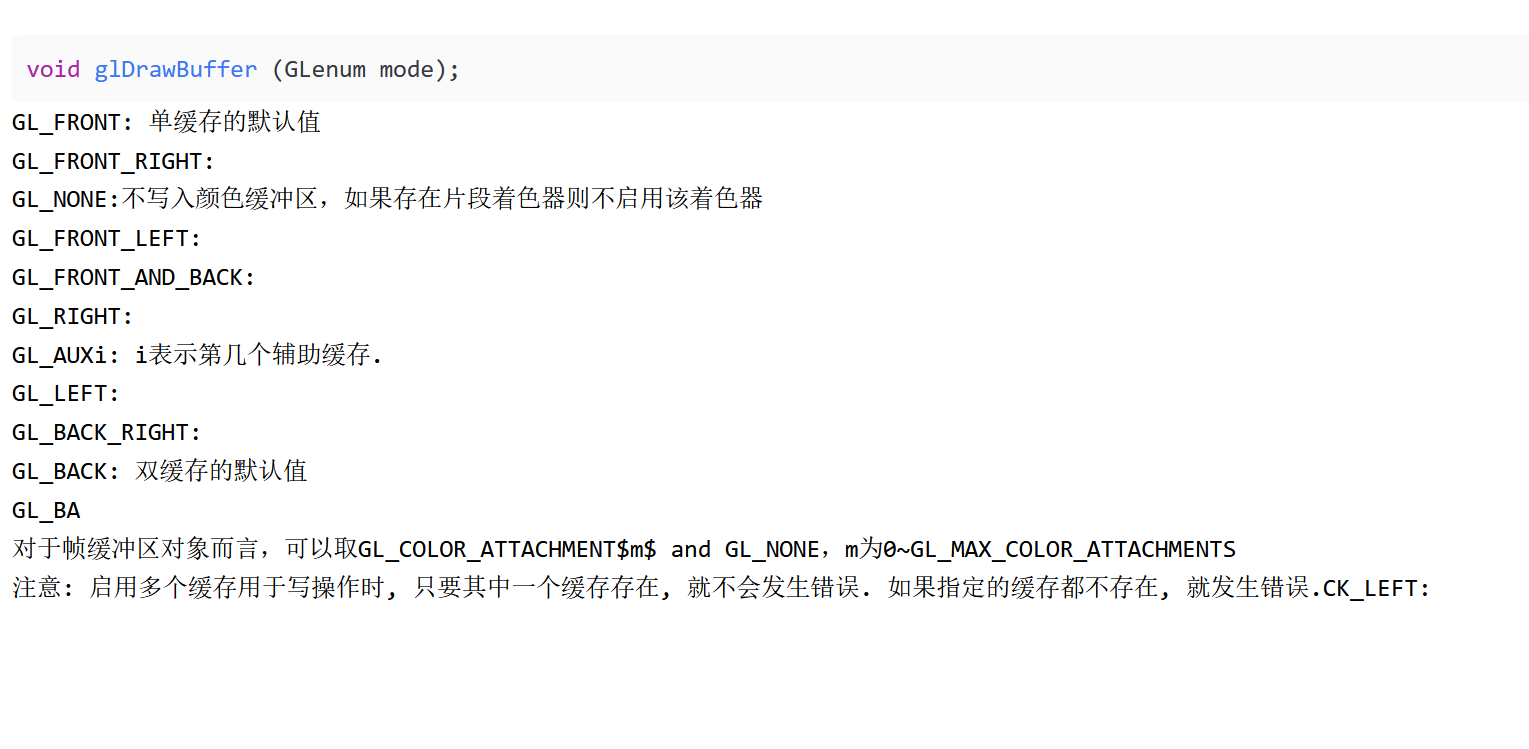 void glDrawBuffer (GLenum mode);
GL_FRONT: 单缓存的默认值
GL_FRONT_RIGHT:
GL_NONE:不写入颜色缓冲区，如果存在片段着色器则不启用该着色器
GL_FRONT_LEFT:
GL_FRONT_AND_BACK:
GL_RIGHT:
GL_AUXi: i表示第几个辅助缓存.
GL_LEFT:
GL_BACK_RIGHT:
GL_BACK: 双缓存的默认值
GL_BA
对于帧缓冲区对象而言，可以取GL_COLOR_ATTACHMENT$m$ and GL_NONE，m为0~GL_MAX_COLOR_ATTACHMENTS
注意: 启用多个缓存用于写操作时, 只要其中一个缓存存在, 就不会发生错误. 如果指定的缓存都不存在, 就发生错误.CK_LEFT: